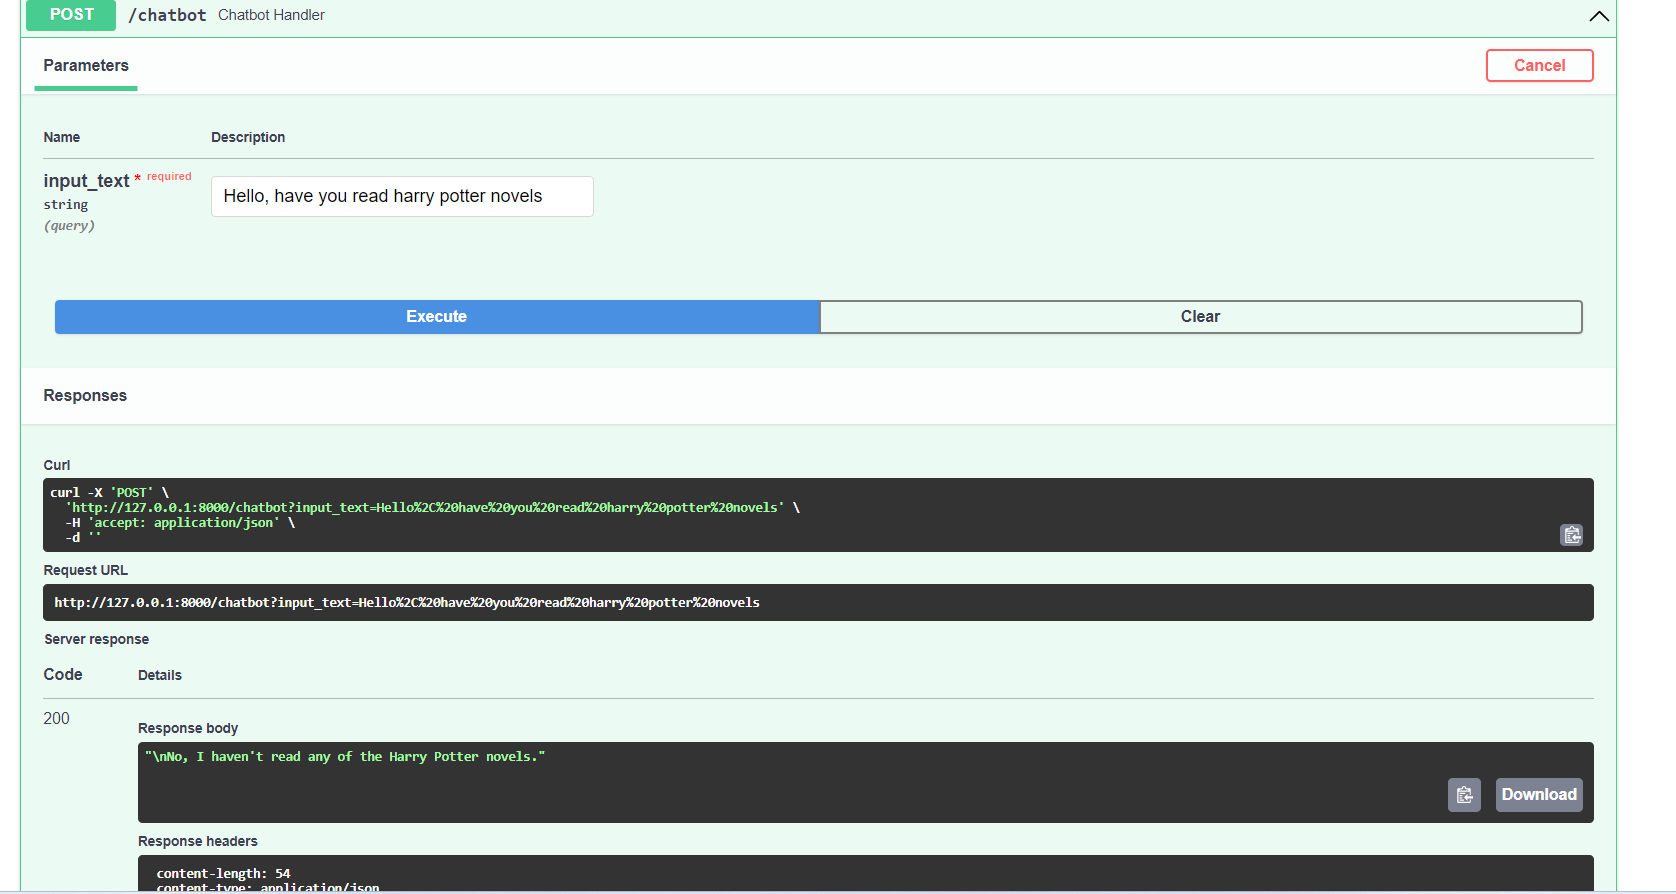 POST /chatbot Chatbot Handler
Parameters
Cancel
Name Description
input_text * required
string
(query)
Hello, have you read harry potter novels
Execute Clear
Responses
Curl
curl -X 'POST' \
'http://127.0.0.1:8000/chatbot?input_text=Hello%2C%20have%20you%20read%20harry%20potter%20novels' \
-H 'accept: application/json' \
-d ''
Request URL
http://127.0.0.1:8000/chatbot?input_text=Hello%2C%20have%20you%20read%20harry%20potter%20novels
Server response
Code Details
200
Response body
"\nNo, I haven't read any of the Harry Potter novels."
Download
Response headers
content-length: 54
content-type: application/json